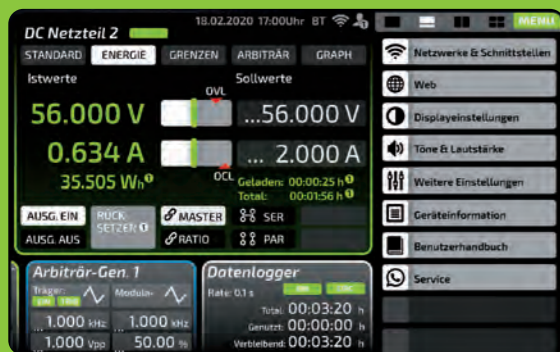 18.02.2020 17:00Uhr BT
MENU
DC Netzteil 2
STANDARD ENERGIE GRENZEN ARBITRÄR GRAPH
Istwerte Sollwerte
OVL
56.000 V ...56.000 V
0.634 A ... 2.000 A
OCL
35.505 Wh Geladen: 00:00:25 h
Total: 00:01:56 h
AUSG. EIN RÜCK SETZEN MASTER SER
AUSG. AUS RATIO PAR
Netzwerke & Schnittstellen
Web
Displayeinstellungen
Töne & Lautstärke
Weitere Einstellungen
Geräteinformation
Benutzerhandbuch
Service
Arbiträr-Gen. 1
Träger: Modula-
... 1.000 kHz ... 1.000 kHz
... 1.000 Vpp 50.00 %
Datenlogger
Rate: 0.1 s
Total: 00:03:20 h
Genutzt: 00:00:00 h
Verbleibend: 00:03:20 h